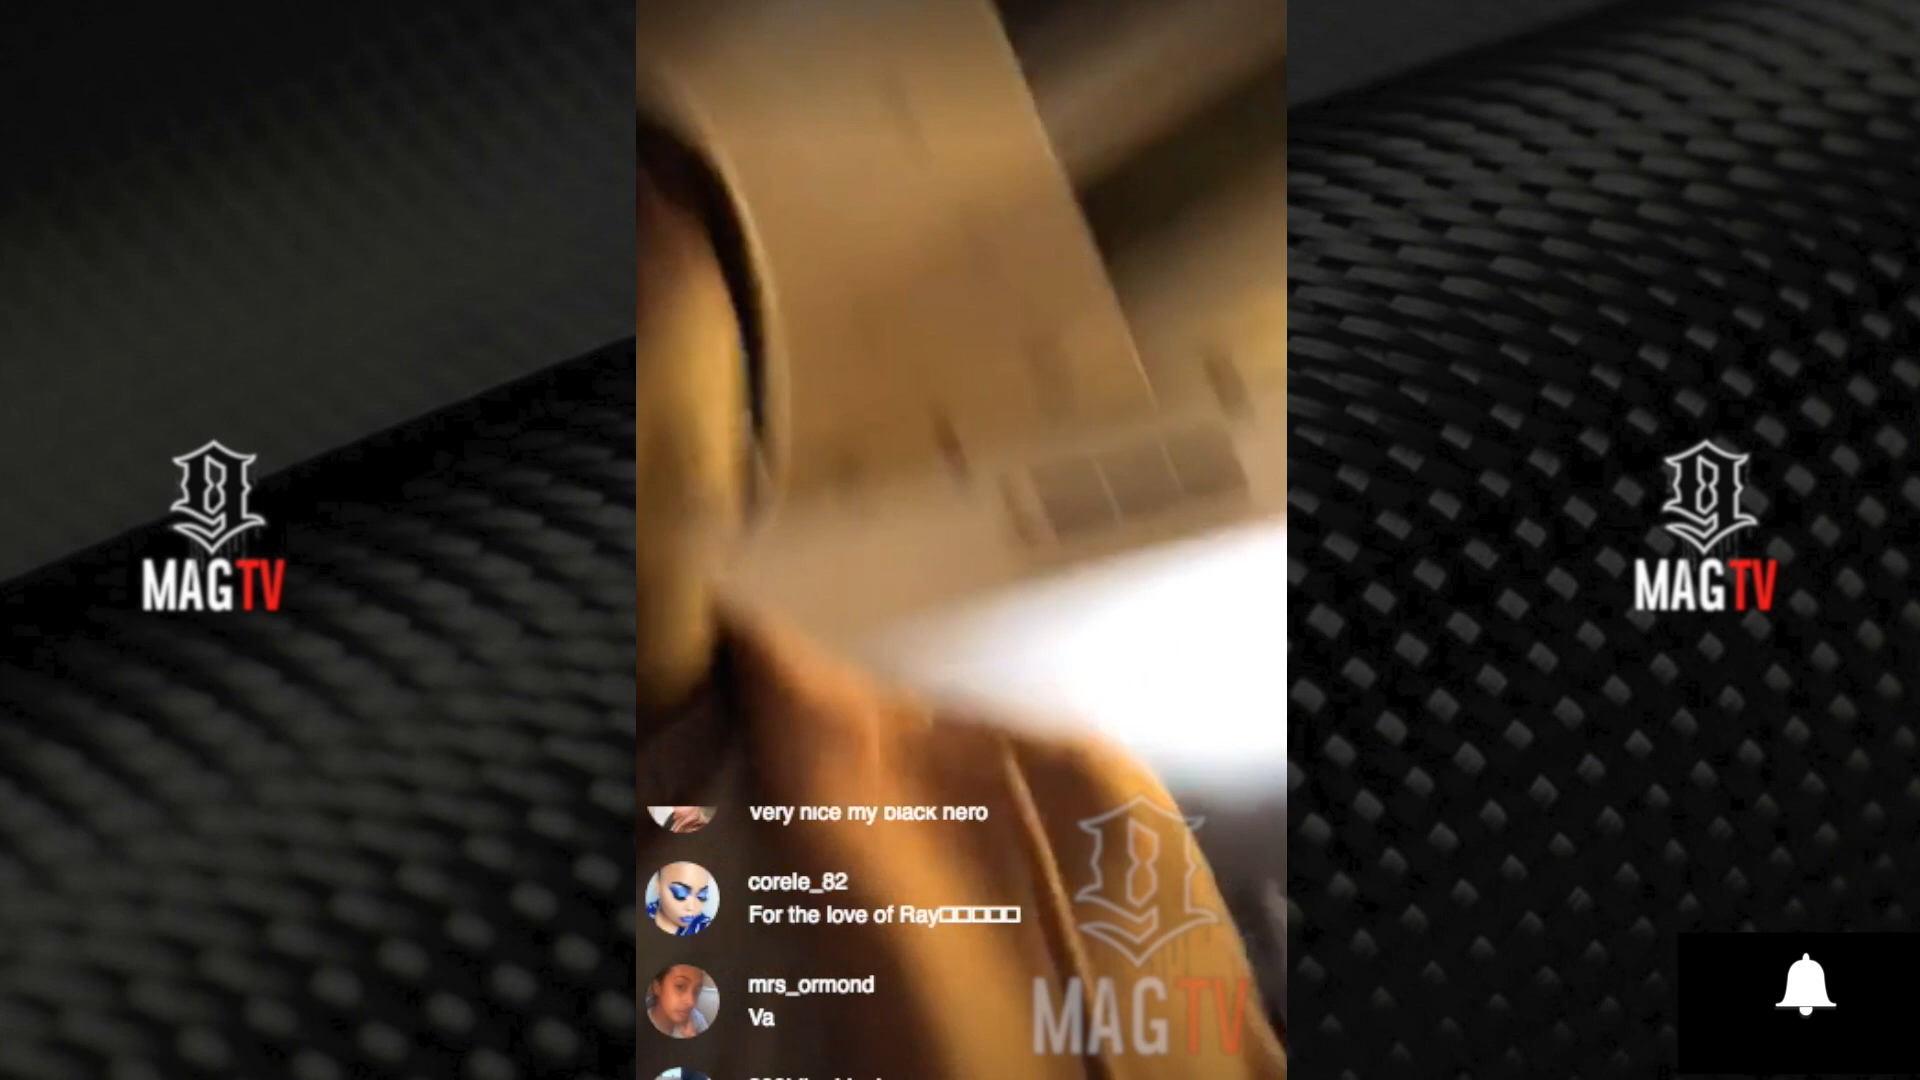 MAGTV
MAGTV
Very nice my black hero
corele_82
For the love of Ray
mrs_ormond
Va
MAGTV